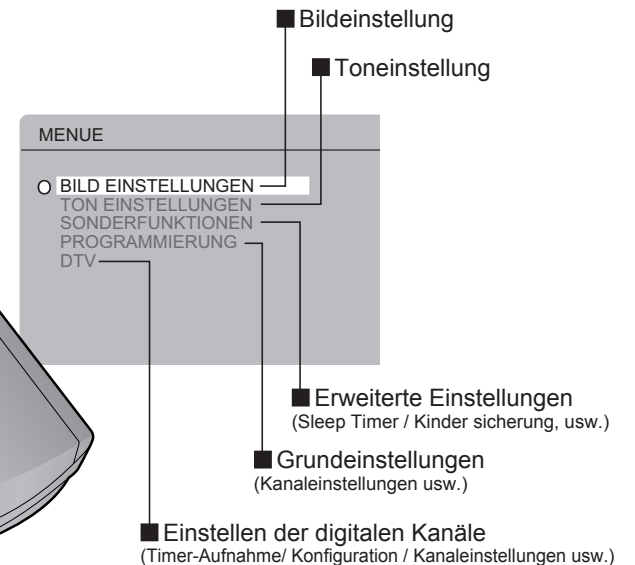 ■ Bildeinstellung
■ Toneinstellung
MENUE
BILD EINSTELLUNGEN
TON EINSTELLUNGEN
SONDERFUNKTIONEN
PROGRAMMIERUNG
DTV
■ Erweiterte Einstellungen
(Sleep Timer / Kinder sicherung, usw.)
■ Grundeinstellungen
(Kanaleinstellungen usw.)
■ Einstellen der digitalen Kanäle
(Timer-Aufnahme/ Konfiguration / Kanaleinstellungen usw.)